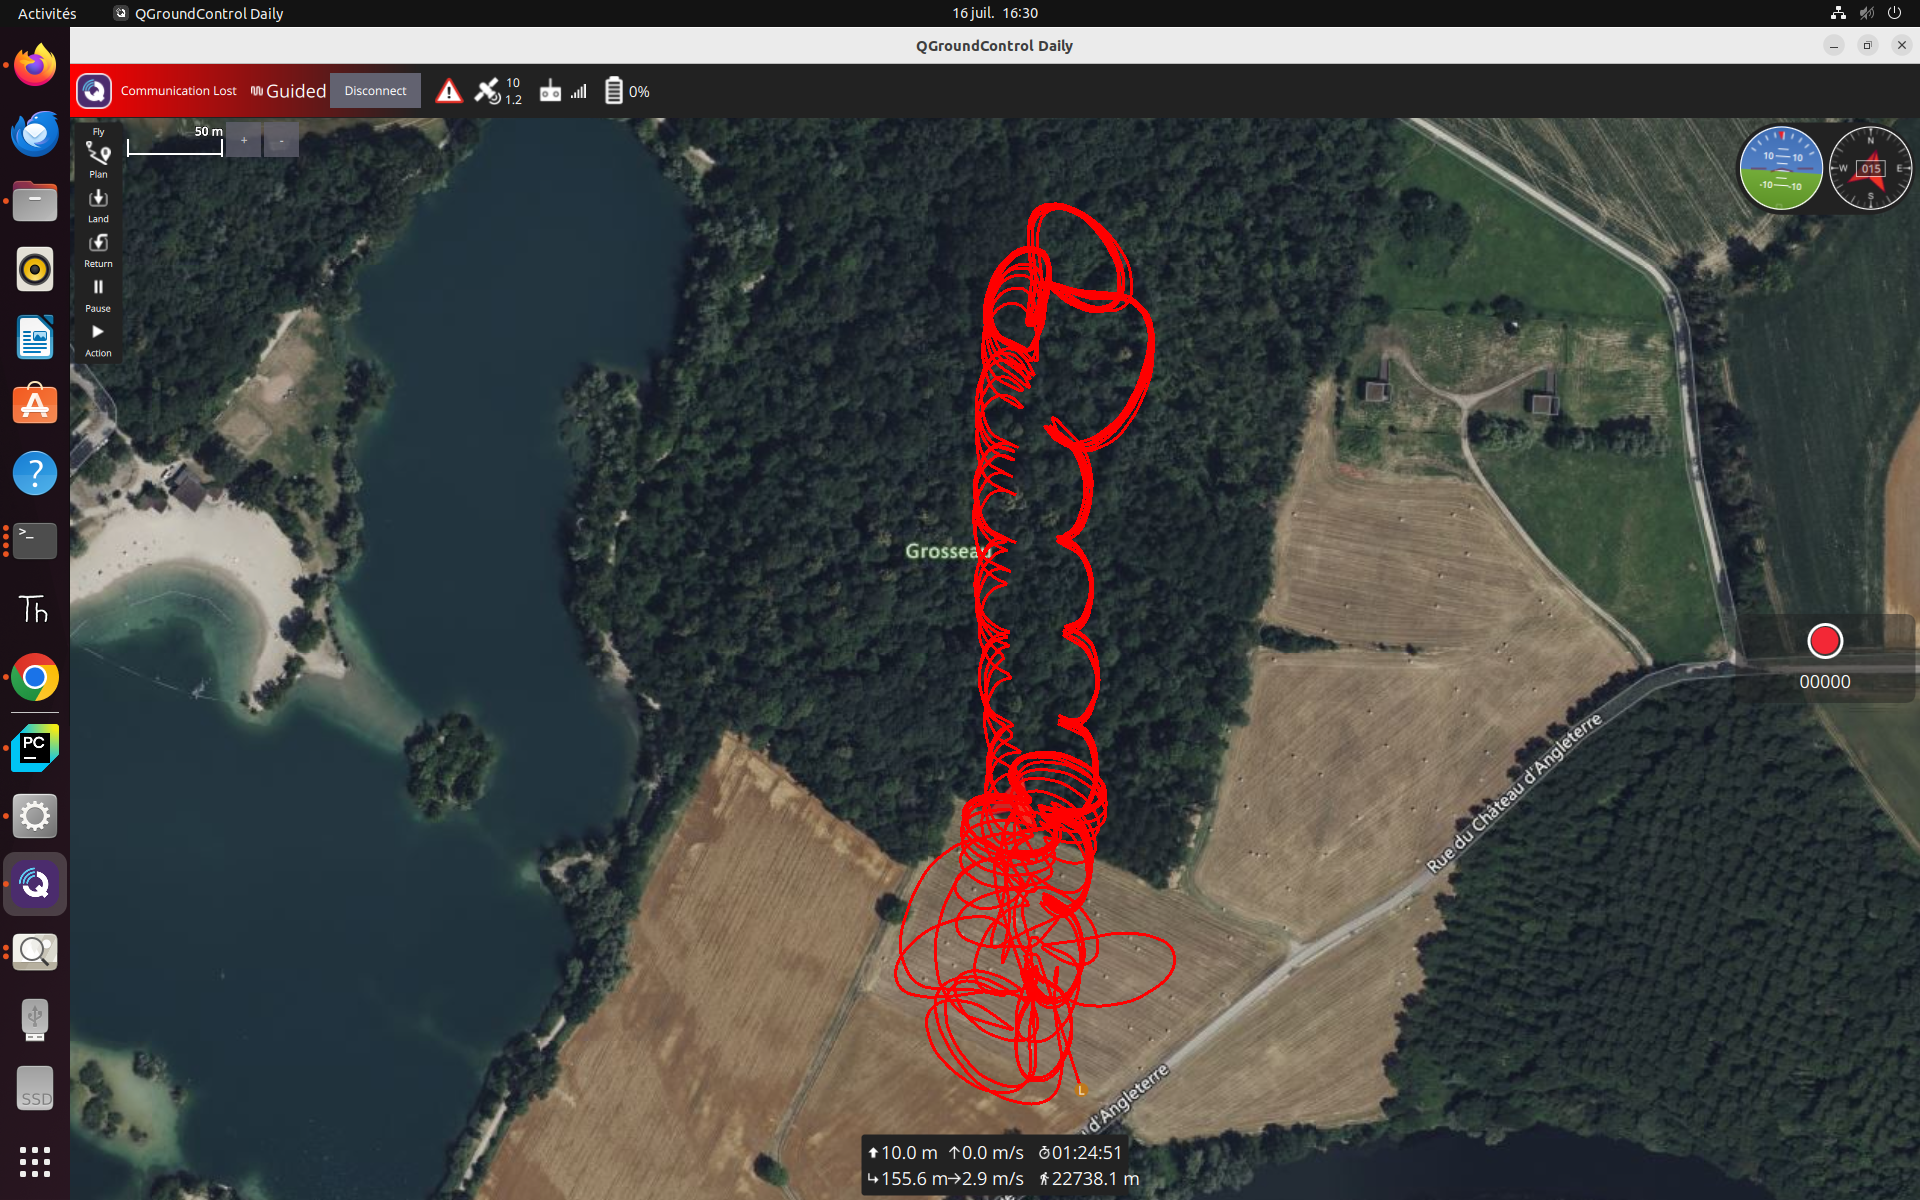 Activités
QGroundControl Daily
16 juil. 16:30
QGroundControl Daily
Communication Lost
Guided
Disconnect
10
1.2
0%
Fly
50 m
+
-
Plan
Land
Return
Pause
Action
10 10
-10 -10
N
W
015
E
S
>_
?
Th
PC
SSD
Grosseau
00000
Rue du Château d'Angleterre
d'Angleterre
L
10.0 m
0.0 m/s
01:24:51
155.6 m
2.9 m/s
22738.1 m